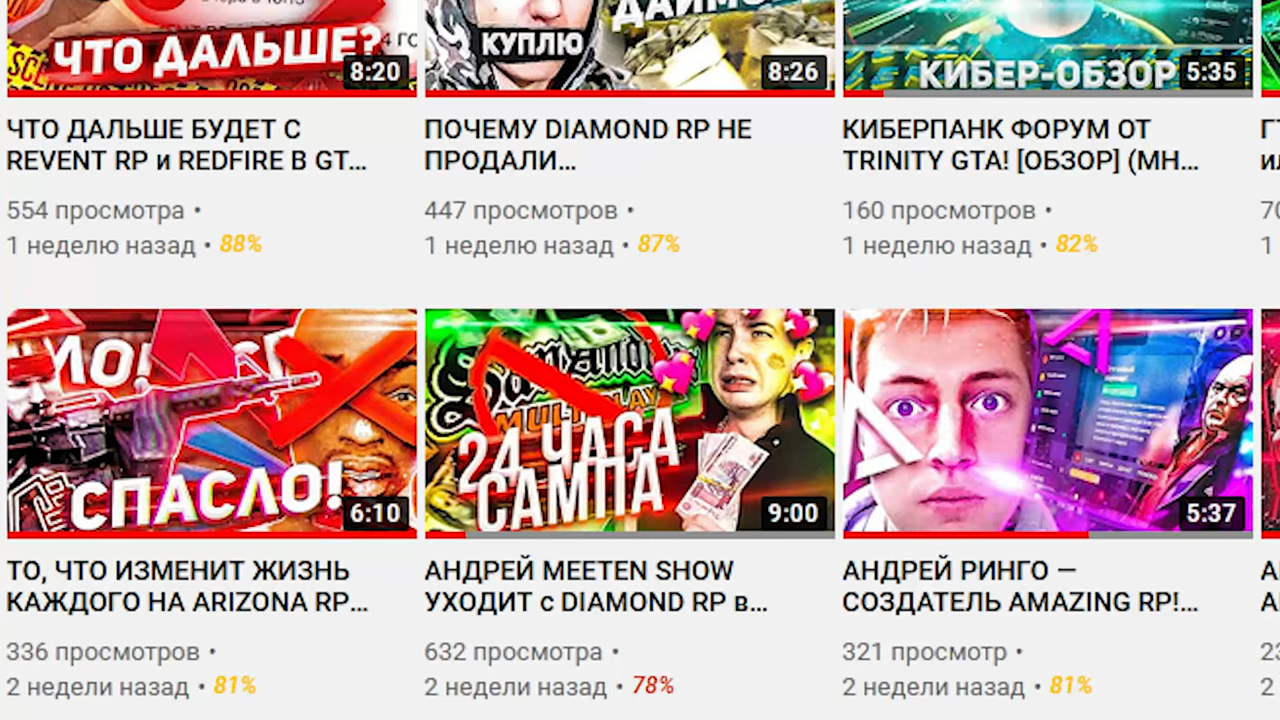 ЧТО ДАЛЬШЕ?
8:20
КУПЛЮ
8:26
КИБЕР-ОБЗОР
5:35
ЧТО ДАЛЬШЕ БУДЕТ С
REVENT RP и REDFIRE В GT...
554 просмотра •
1 неделю назад • 88%
ПОЧЕМУ DIAMOND RP НЕ
ПРОДАЛИ...
447 просмотров •
1 неделю назад • 87%
КИБЕРПАНК ФОРУМ ОТ
TRINITY GTA! [ОБЗОР] (МН...
160 просмотров •
1 неделю назад • 82%
СПАСЛО!
6:10
MULTIPLAY
24 ЧАСА
САМПА
9:00
5:37
ТО, ЧТО ИЗМЕНИТ ЖИЗНЬ
КАЖДОГО НА ARIZONA RP...
336 просмотров •
2 недели назад • 81%
АНДРЕЙ MEETEN SHOW
УХОДИТ с DIAMOND RP в...
632 просмотра •
2 недели назад • 78%
АНДРЕЙ РИНГО —
СОЗДАТЕЛЬ AMAZING RP!...
321 просмотр •
2 недели назад • 81%